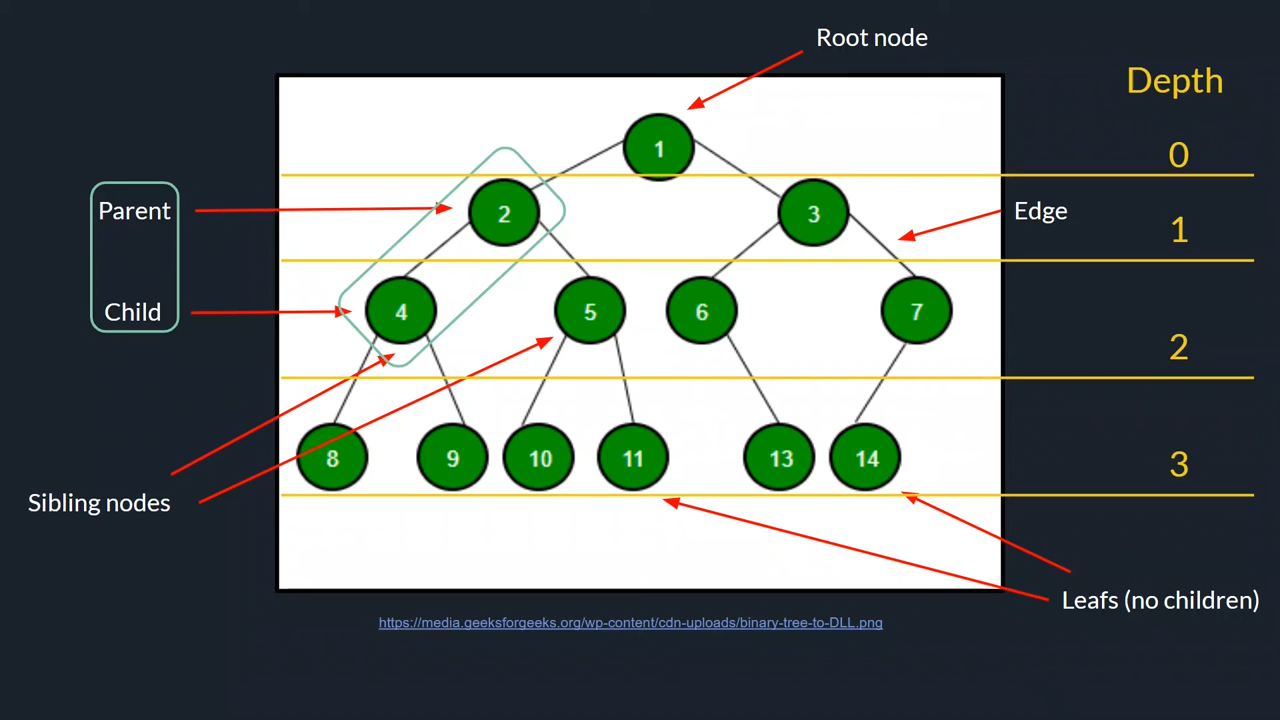 Root node
Depth
1
0
Parent
2
3
Edge
1
Child
4
5
6
7
2
8
9
10
11
13
14
3
Sibling nodes
Leafs (no children)
https://media.geeksforgeeks.org/wp-content/cdn-uploads/binary-tree-to-DLL.png